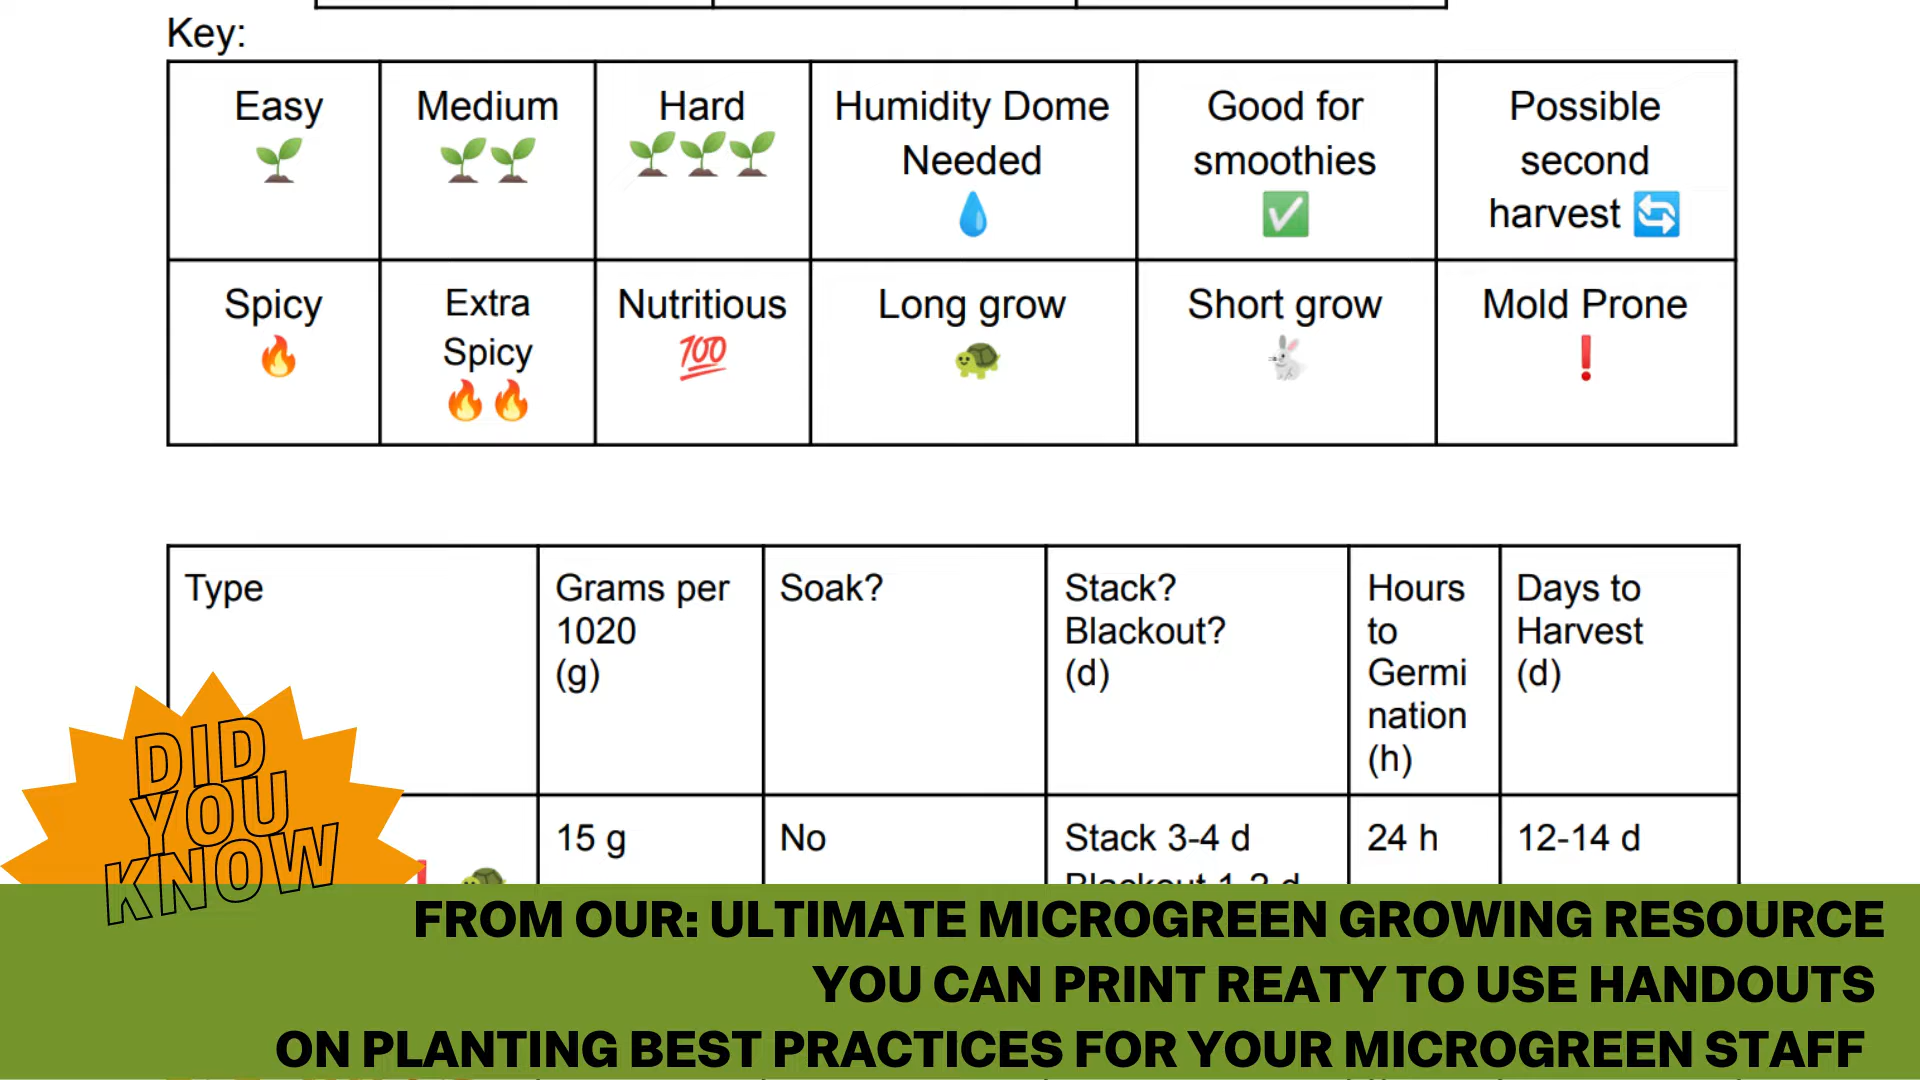 Key:
Easy
Medium
Hard
Humidity Dome
Needed
Good for
smoothies
Possible
second
harvest
Spicy
Extra
Spicy
Nutritious
Long grow
Short grow
Mold Prone
Type
Grams per
1020
(g)
Soak?
Stack?
Blackout?
(d)
Hours
to
Germi
nation
(h)
Days to
Harvest
(d)
15 g
No
Stack 3-4 d
Blackout 1-2 d
24 h
12-14 d
DID
YOU
KNOW
FROM OUR: ULTIMATE MICROGREEN GROWING RESOURCE
YOU CAN PRINT REATY TO USE HANDOUTS
ON PLANTING BEST PRACTICES FOR YOUR MICROGREEN STAFF